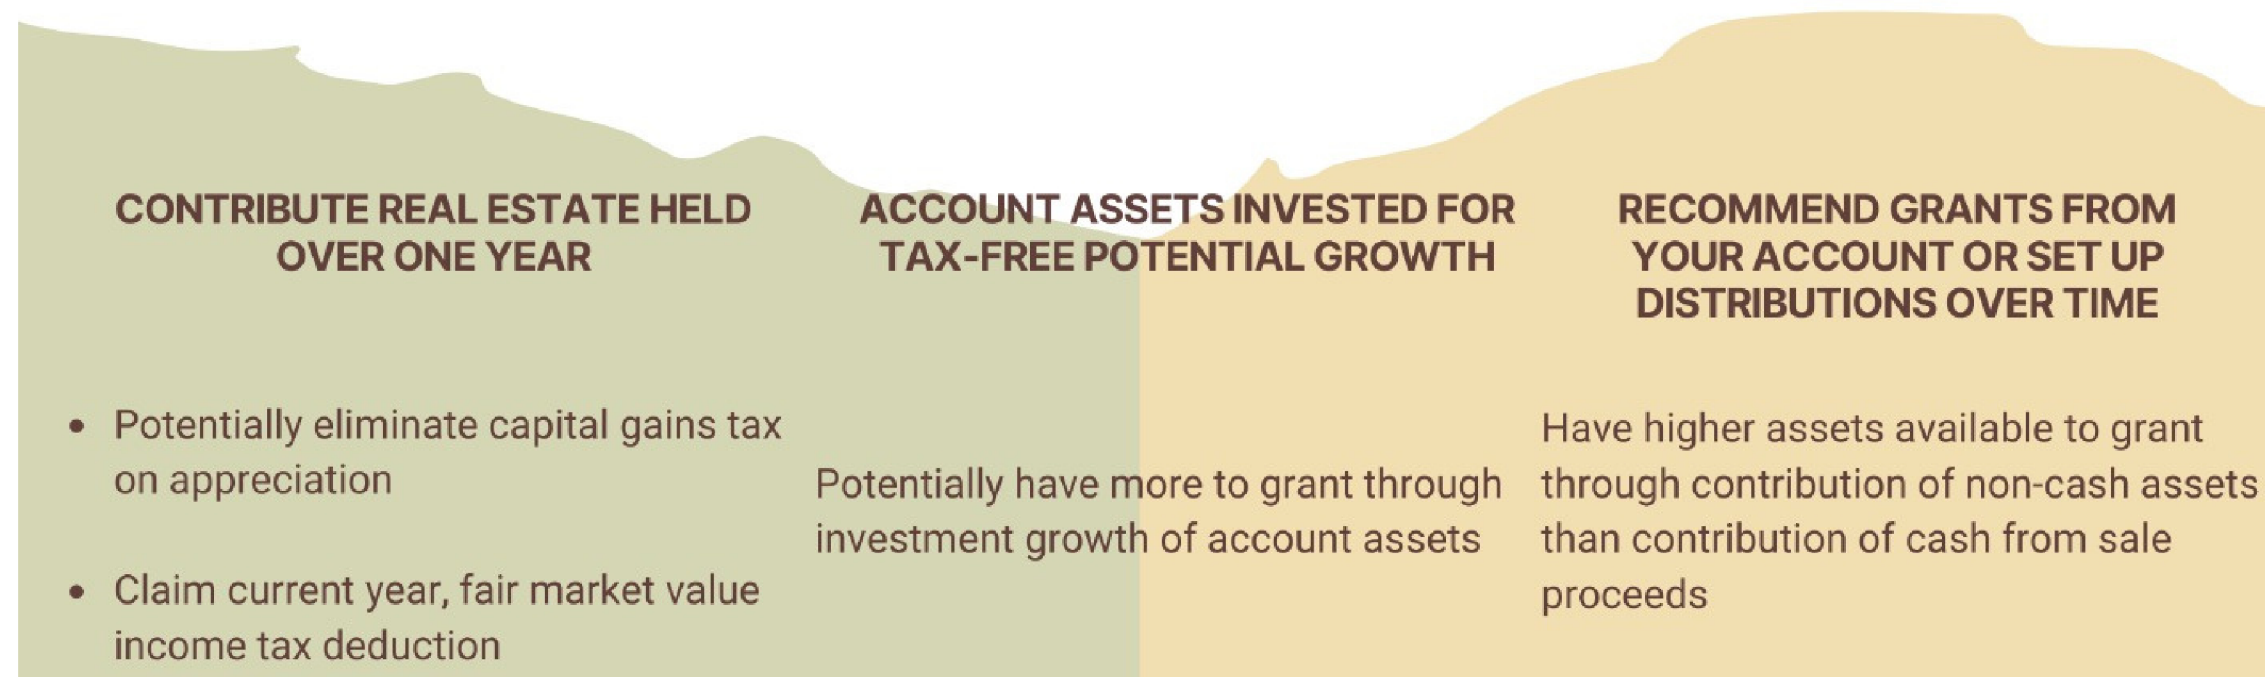 CONTRIBUTE REAL ESTATE HELD
OVER ONE YEAR
• Potentially eliminate capital gains tax
on appreciation
• Claim current year, fair market value
income tax deduction
ACCOUNT ASSETS INVESTED FOR
TAX-FREE POTENTIAL GROWTH
Potentially have more to grant through
investment growth of account assets
RECOMMEND GRANTS FROM
YOUR ACCOUNT OR SET UP
DISTRIBUTIONS OVER TIME
Have higher assets available to grant
through contribution of non-cash assets
than contribution of cash from sale
proceeds